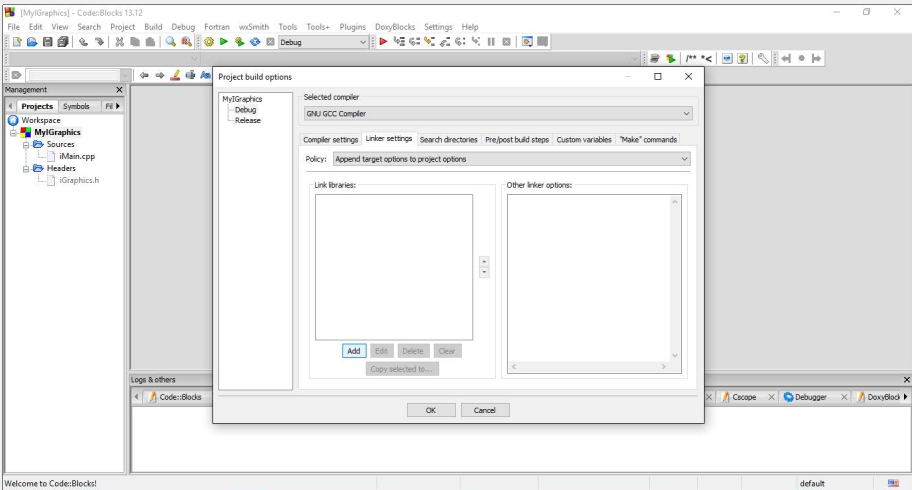 [MyIGraphics] - Code::Blocks 13.12
File Edit View Search Project Build Debug Fortran wxSmith Tools Tools+ Plugins DoxyBlocks Settings Help
Debug
/** *<
Management
Projects Symbols Fil
Workspace
MyIGraphics
Sources
iMain.cpp
Headers
iGraphics.h
Project build options
MyIGraphics
Debug
Release
Selected compiler
GNU GCC Compiler
Compiler settings Linker settings Search directories Pre/post build steps Custom variables "Make" commands
Policy: Append target options to project options
Link libraries:
Other linker options:
Add Edit Delete Clear
Copy selected to...
OK Cancel
Logs & others
Code::Blocks Cscope Debugger DoxyBlock
Welcome to Code::Blocks!
default